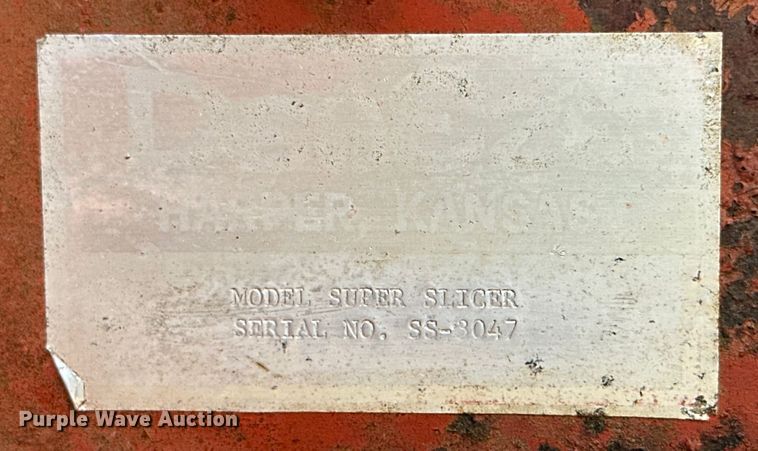 HARPER, KANSAS
MODEL SUPER SLICER
SERIAL NO. SS-3047
Purple Wave Auction